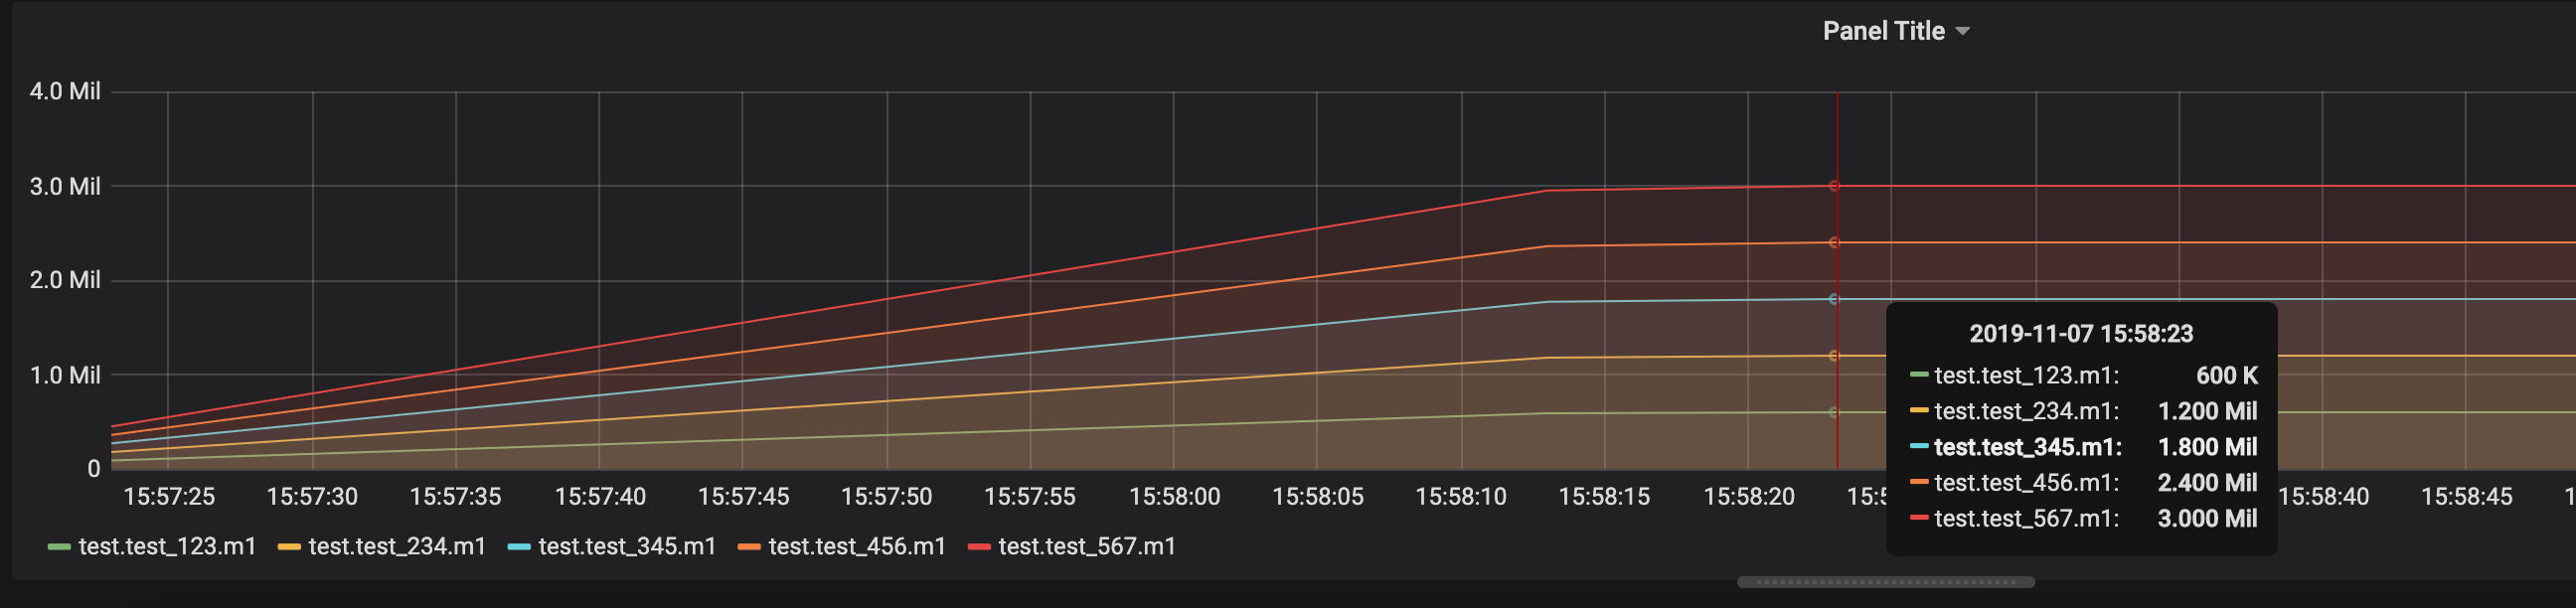 Panel Title
4.0 Mil
3.0 Mil
2.0 Mil
1.0 Mil
0
15:57:25 15:57:30 15:57:35 15:57:40 15:57:45 15:57:50 15:57:55 15:58:00 15:58:05 15:58:10 15:58:15 15:58:20 15:58:40 15:58:45
2019-11-07 15:58:23
test.test_123.m1: 600 K
test.test_234.m1: 1.200 Mil
test.test_345.m1: 1.800 Mil
test.test_456.m1: 2.400 Mil
test.test_567.m1: 3.000 Mil
test.test_123.m1 test.test_234.m1 test.test_345.m1 test.test_456.m1 test.test_567.m1